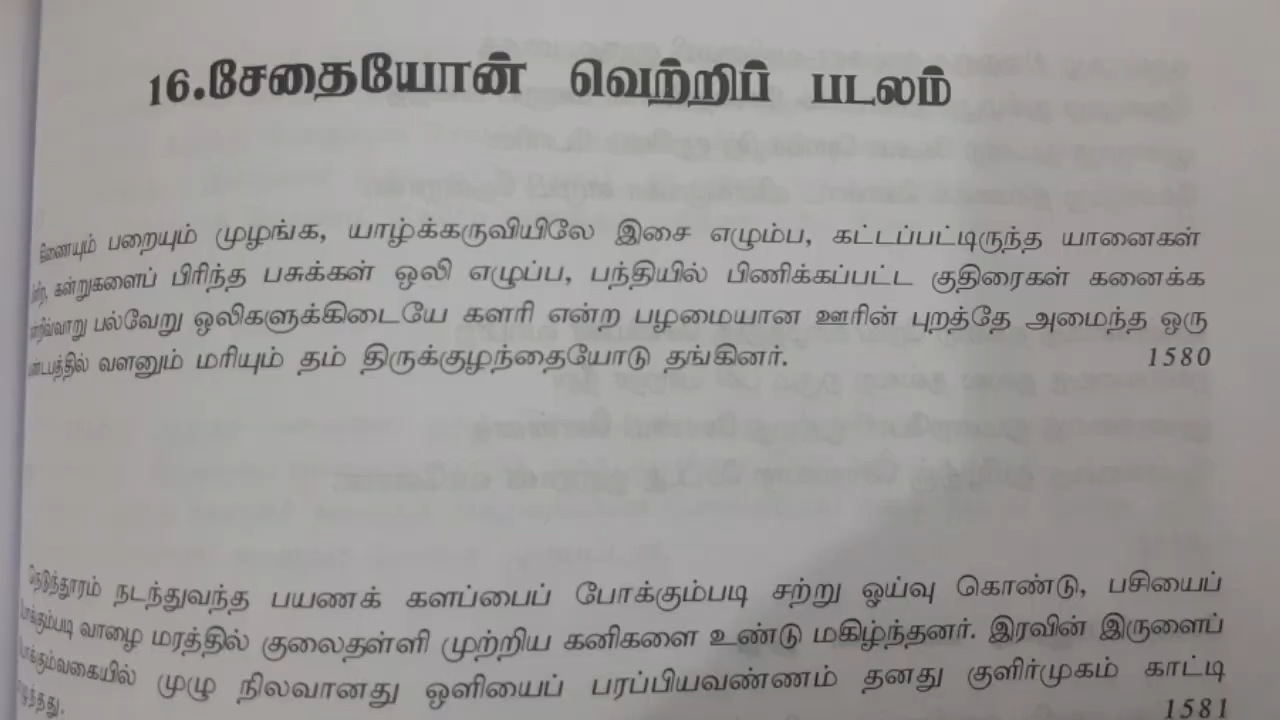 16.சேதையோன் வெற்றிப் படலம்
பறையும் முழங்க, யாழ்க்கருவியிலே இசை எழும்ப, கட்டப்பட்டிருந்த யானைகள்
கன்றுகளைப் பிரிந்த பசுக்கள் ஒலி எழுப்ப, பந்தியில் பிணிக்கப்பட்ட குதிரைகள் கனைக்க
பல்வேறு ஒலிகளுக்கிடையே களரி என்ற பழமையான ஊரின் புறத்தே அமைந்த ஒரு
வளனும் மரியும் தம் திருக்குழந்தையோடு தங்கினர். 1580
நெடுந்தூரம் நடந்துவந்த பயணக் களப்பைப் போக்கும்படி சற்று ஓய்வு கொண்டு, பசியைப்
வாழை மரத்தில் குலைதள்ளி முற்றிய கனிகளை உண்டு மகிழ்ந்தனர். இரவின் இருளைப்
முழு நிலவானது ஒளியைப் பரப்பியவண்ணம் தனது குளிர்முகம் காட்டி
1581